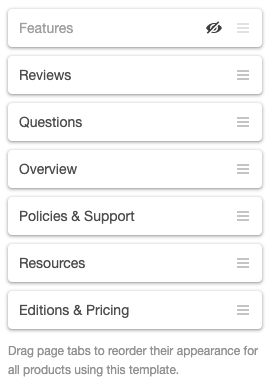 Features
Reviews
Questions
Overview
Policies & Support
Resources
Editions & Pricing
Drag page tabs to reorder their appearance for
all products using this template.